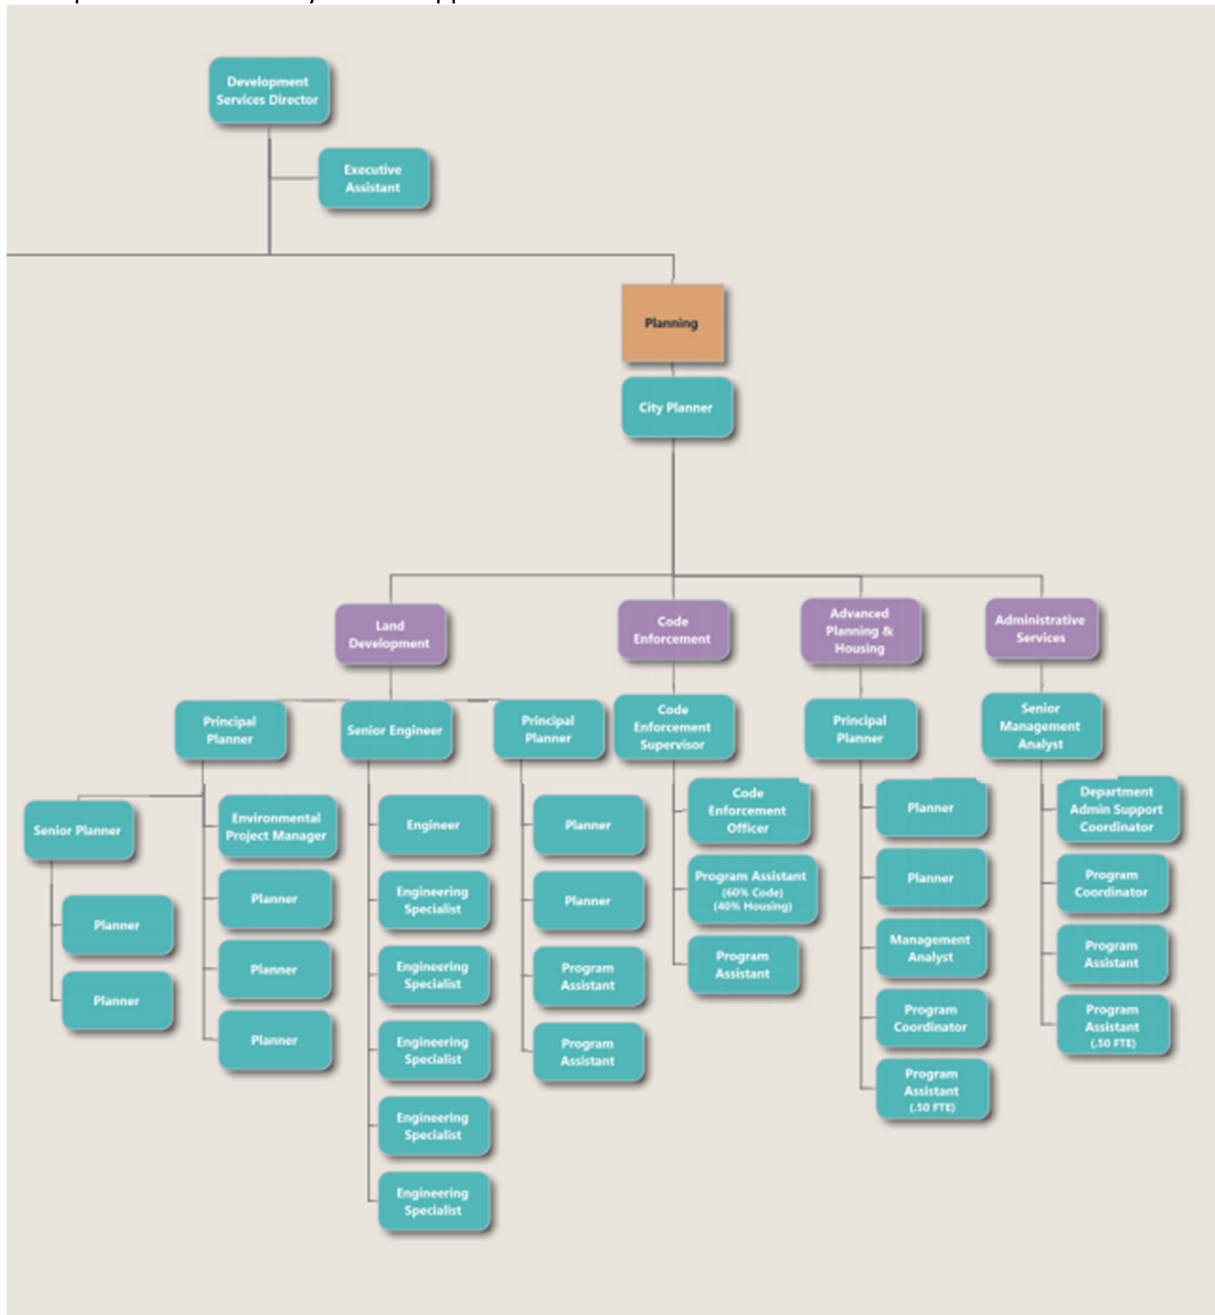 Development
Services Director
Executive
Assistant
Planning
City Planner
Land
Development
Code
Enforcement
Advanced
Planning &
Housing
Administrative
Services
Principal
Planner
Senior Engineer
Principal
Planner
Code
Enforcement
Supervisor
Principal
Planner
Senior
Management
Analyst
Senior Planner
Planner
Planner
Environmental
Project Manager
Planner
Planner
Planner
Engineer
Engineering
Specialist
Engineering
Specialist
Engineering
Specialist
Engineering
Specialist
Engineering
Specialist
Planner
Planner
Program
Assistant
Program
Assistant
Code
Enforcement
Officer
Program Assistant
(60% Code)
(40% Housing)
Program
Assistant
Planner
Planner
Management
Analyst
Program
Coordinator
Program
Assistant
(.50 FTE)
Department
Admin Support
Coordinator
Program
Coordinator
Program
Assistant
Program
Assistant
(.50 FTE)